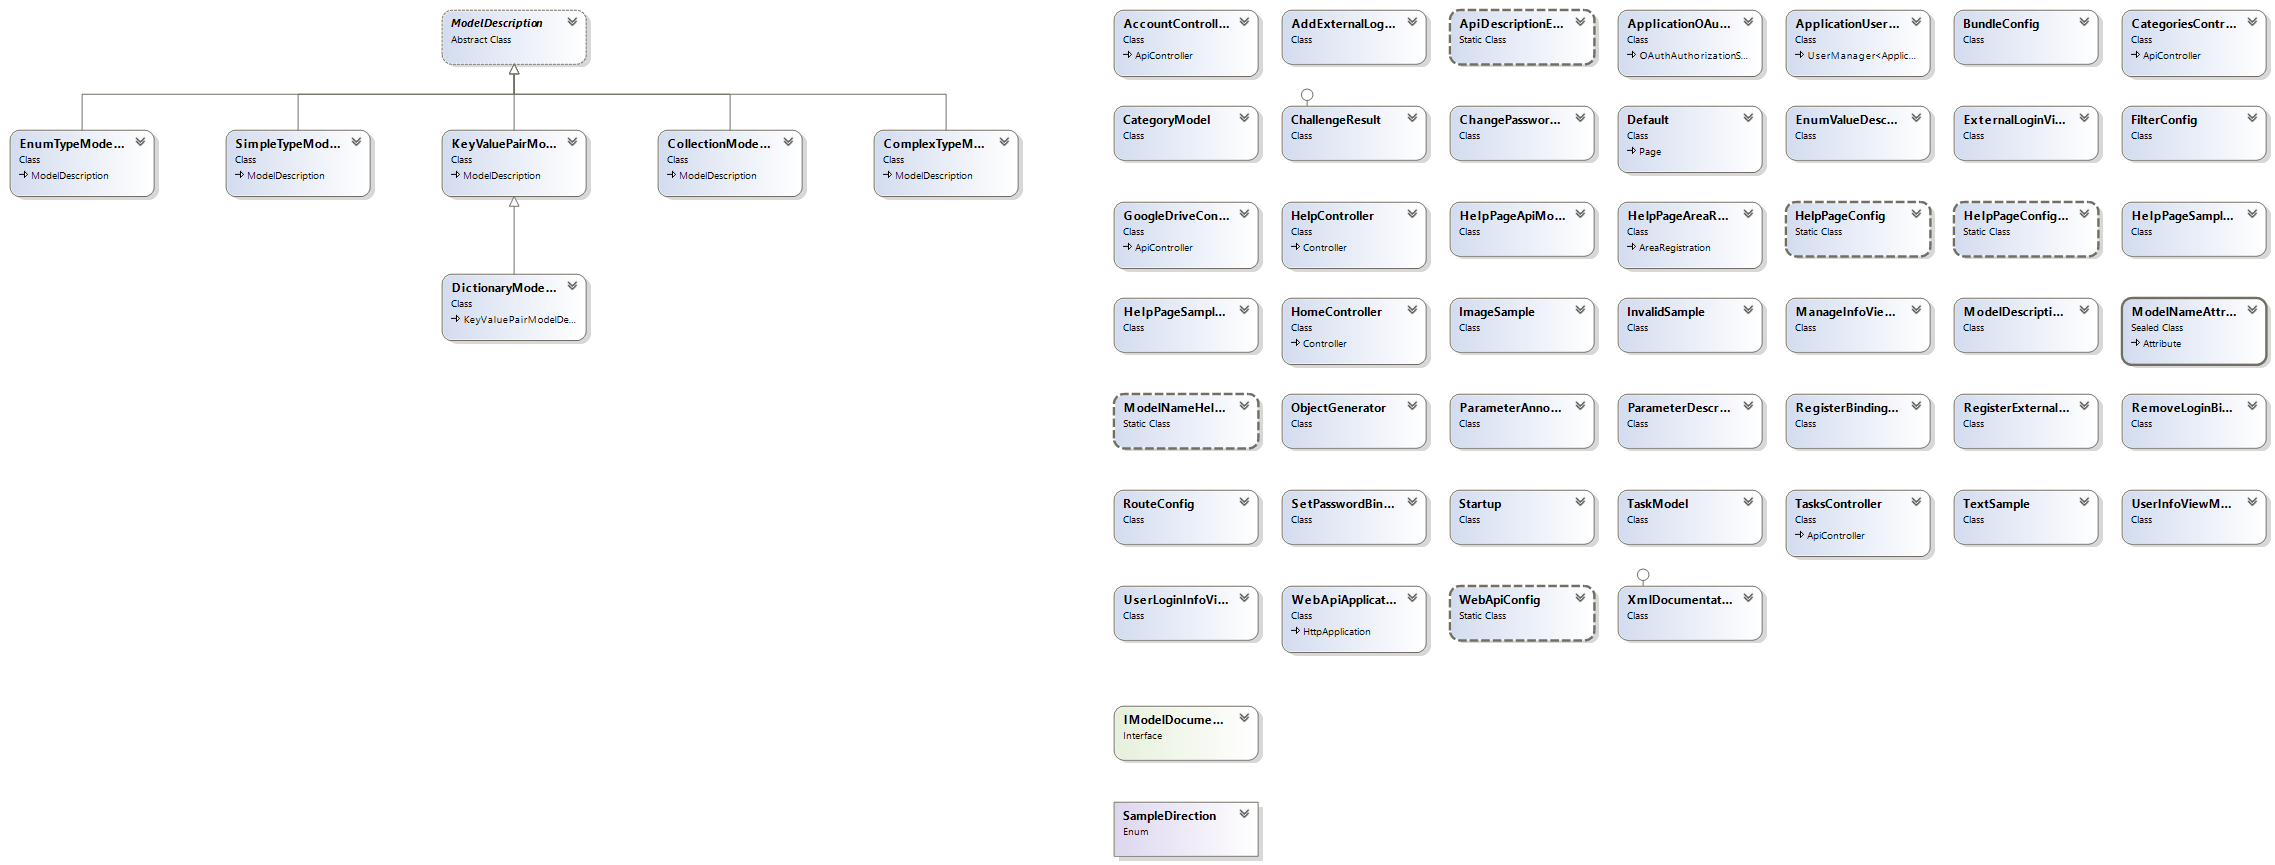 ModelDescription
Abstract Class
EnumTypeMode...
Class
ModelDescription
SimpleTypeMod...
Class
ModelDescription
KeyValuePairMo...
Class
ModelDescription
CollectionMode...
Class
ModelDescription
ComplexTypeM...
Class
ModelDescription
DictionaryMode...
Class
KeyValuePairModelDe...
AccountControll...
Class
ApiController
AddExternalLog...
Class
ApiDescriptionE...
Static Class
ApplicationOAu...
Class
OAuthAuthorizationS...
ApplicationUser...
Class
UserManager<Applic...
BundleConfig
Class
CategoriesContr...
Class
ApiController
CategoryModel
Class
ChallengeResult
Class
ChangePasswor...
Class
Default
Class
Page
EnumValueDesc...
Class
ExternalLoginVi...
Class
FilterConfig
Class
GoogleDriveCon...
Class
ApiController
HelpController
Class
Controller
HelpPageApiMo...
Class
HelpPageAreaR...
Class
AreaRegistration
HelpPageConfig
Static Class
HelpPageConfig...
Static Class
HelpPageSampl...
Class
HelpPageSampl...
Class
HomeController
Class
Controller
ImageSample
Class
InvalidSample
Class
ManageInfoVie...
Class
ModelDescripti...
Class
ModelNameAttr...
Sealed Class
Attribute
ModelNameHel...
Static Class
ObjectGenerator
Class
ParameterAnno...
Class
ParameterDescr...
Class
RegisterBinding...
Class
RegisterExternal...
Class
RemoveLoginBi...
Class
RouteConfig
Class
SetPasswordBin...
Class
Startup
Class
TaskModel
Class
TasksController
Class
ApiController
TextSample
Class
UserInfoViewM...
Class
UserLoginInfoVi...
Class
WebApiApplicat...
Class
HttpApplication
WebApiConfig
Static Class
XmlDocumentat...
Class
IModelDocume...
Interface
SampleDirection
Enum